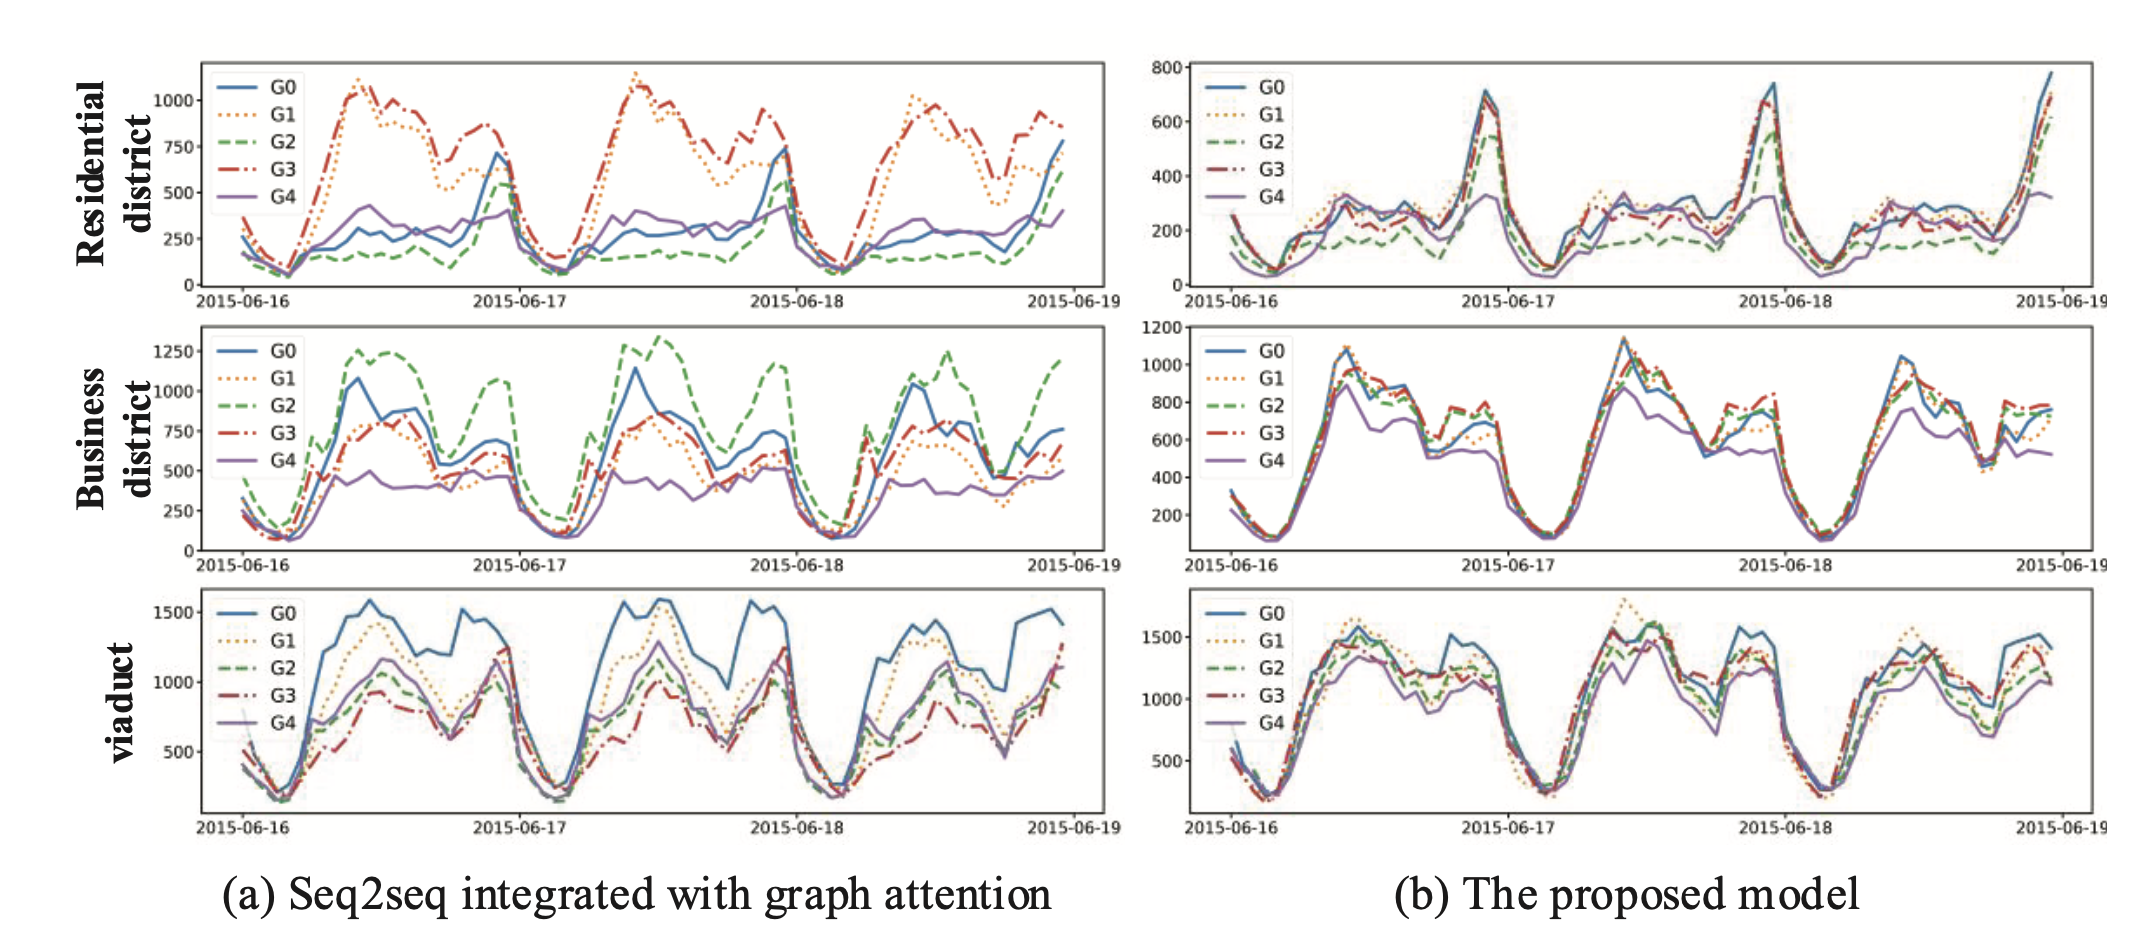 Residential
district
G0
G1
G2
G3
G4
1000
750
500
250
0
2015-06-16 2015-06-17 2015-06-18 2015-06-19
G0
G1
G2
G3
G4
800
600
400
200
0
2015-06-16 2015-06-17 2015-06-18 2015-06-19
Business
district
G0
G1
G2
G3
G4
1250
1000
750
500
250
0
2015-06-16 2015-06-17 2015-06-18 2015-06-19
G0
G1
G2
G3
G4
1200
1000
800
600
400
200
2015-06-16 2015-06-17 2015-06-18 2015-06-19
viaduct
G0
G1
G2
G3
G4
1500
1000
500
2015-06-16 2015-06-17 2015-06-18 2015-06-19
G0
G1
G2
G3
G4
1500
1000
500
2015-06-16 2015-06-17 2015-06-18 2015-06-19
(a) Seq2seq integrated with graph attention
(b) The proposed model